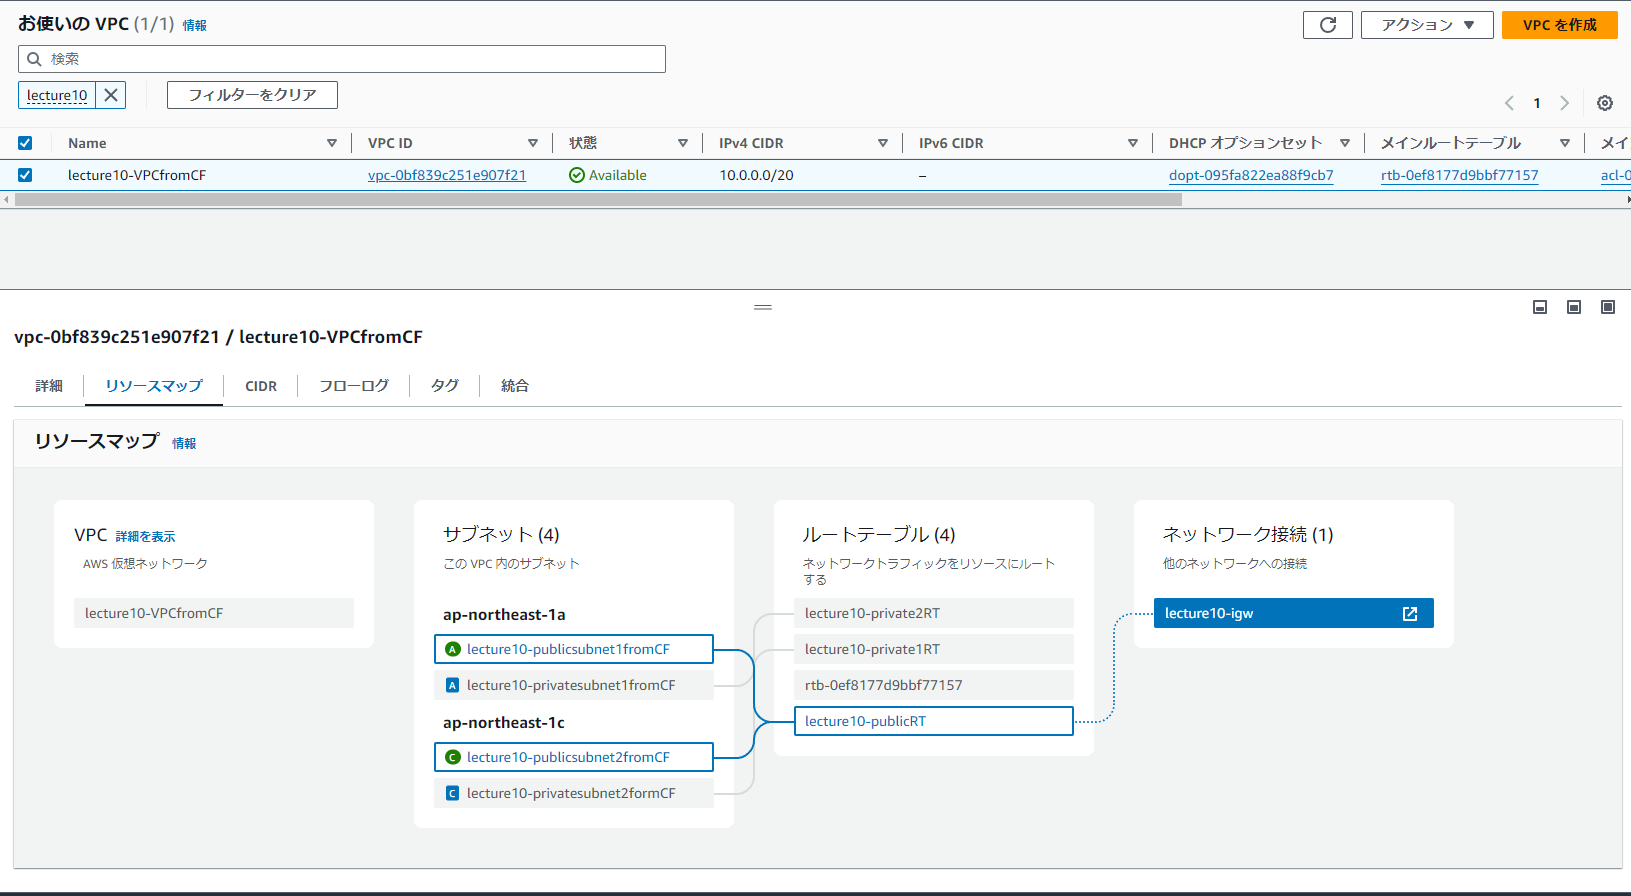 お使いの VPC (1/1) 情報
アクション
VPC を作成
検索
lecture10
フィルターをクリア
1
Name
VPC ID
状態
IPv4 CIDR
IPv6 CIDR
DHCP オプションセット
メインルートテーブル
メイ
lecture10-VPCfromCF
vpc-0bf839c251e907f21
Available
10.0.0.0/20
–
dopt-095fa822ea88f9cb7
rtb-0ef8177d9bbf77157
acl-0
vpc-0bf839c251e907f21 / lecture10-VPCfromCF
詳細
リソースマップ
CIDR
フローログ
タグ
統合
リソースマップ 情報
VPC 詳細を表示
AWS 仮想ネットワーク
lecture10-VPCfromCF
サブネット (4)
この VPC 内のサブネット
ap-northeast-1a
A lecture10-publicsubnet1fromCF
A lecture10-privatesubnet1fromCF
ap-northeast-1c
C lecture10-publicsubnet2fromCF
C lecture10-privatesubnet2formCF
ルートテーブル (4)
ネットワークトラフィックをリソースにルート
する
lecture10-private2RT
lecture10-private1RT
rtb-0ef8177d9bbf77157
lecture10-publicRT
ネットワーク接続 (1)
他のネットワークへの接続
lecture10-igw